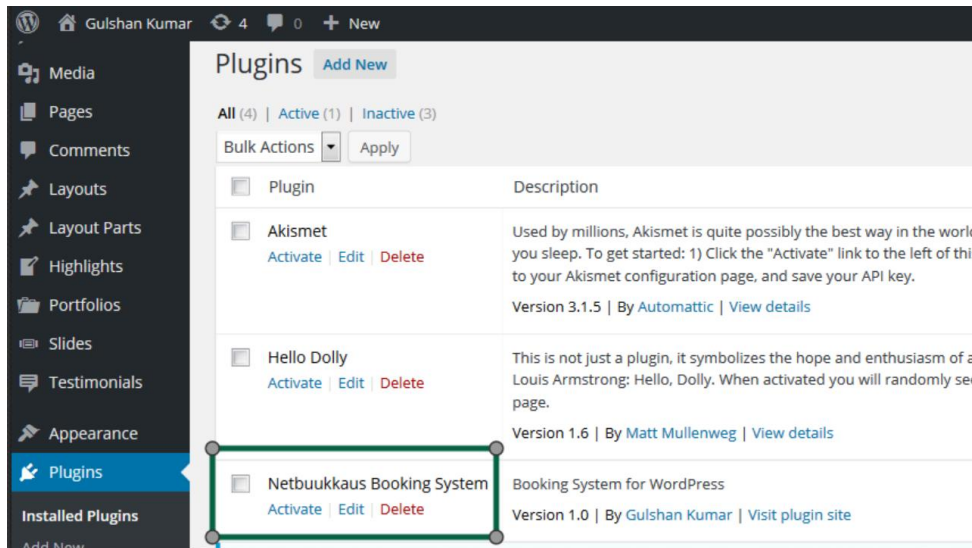 Gulshan Kumar 4 0 + New
Media
Pages
Comments
Layouts
Layout Parts
Highlights
Portfolios
Slides
Testimonials
Appearance
Plugins
Installed Plugins
Add New
Plugins Add New
All (4) | Active (1) | Inactive (3)
Bulk Actions Apply
Plugin Description
Akismet
Activate | Edit | Delete
Used by millions, Akismet is quite possibly the best way in the world
you sleep. To get started: 1) Click the "Activate" link to the left of
to your Akismet configuration page, and save your API key.
Version 3.1.5 | By Automattic | View details
Hello Dolly
Activate | Edit | Delete
This is not just a plugin, it symbolizes the hope and enthusiasm of
Louis Armstrong: Hello, Dolly. When activated you will randomly
page.
Version 1.6 | By Matt Mullenweg | View details
Netbuukkaus Booking System
Activate | Edit | Delete
Booking System for WordPress
Version 1.0 | By Gulshan Kumar | Visit plugin site